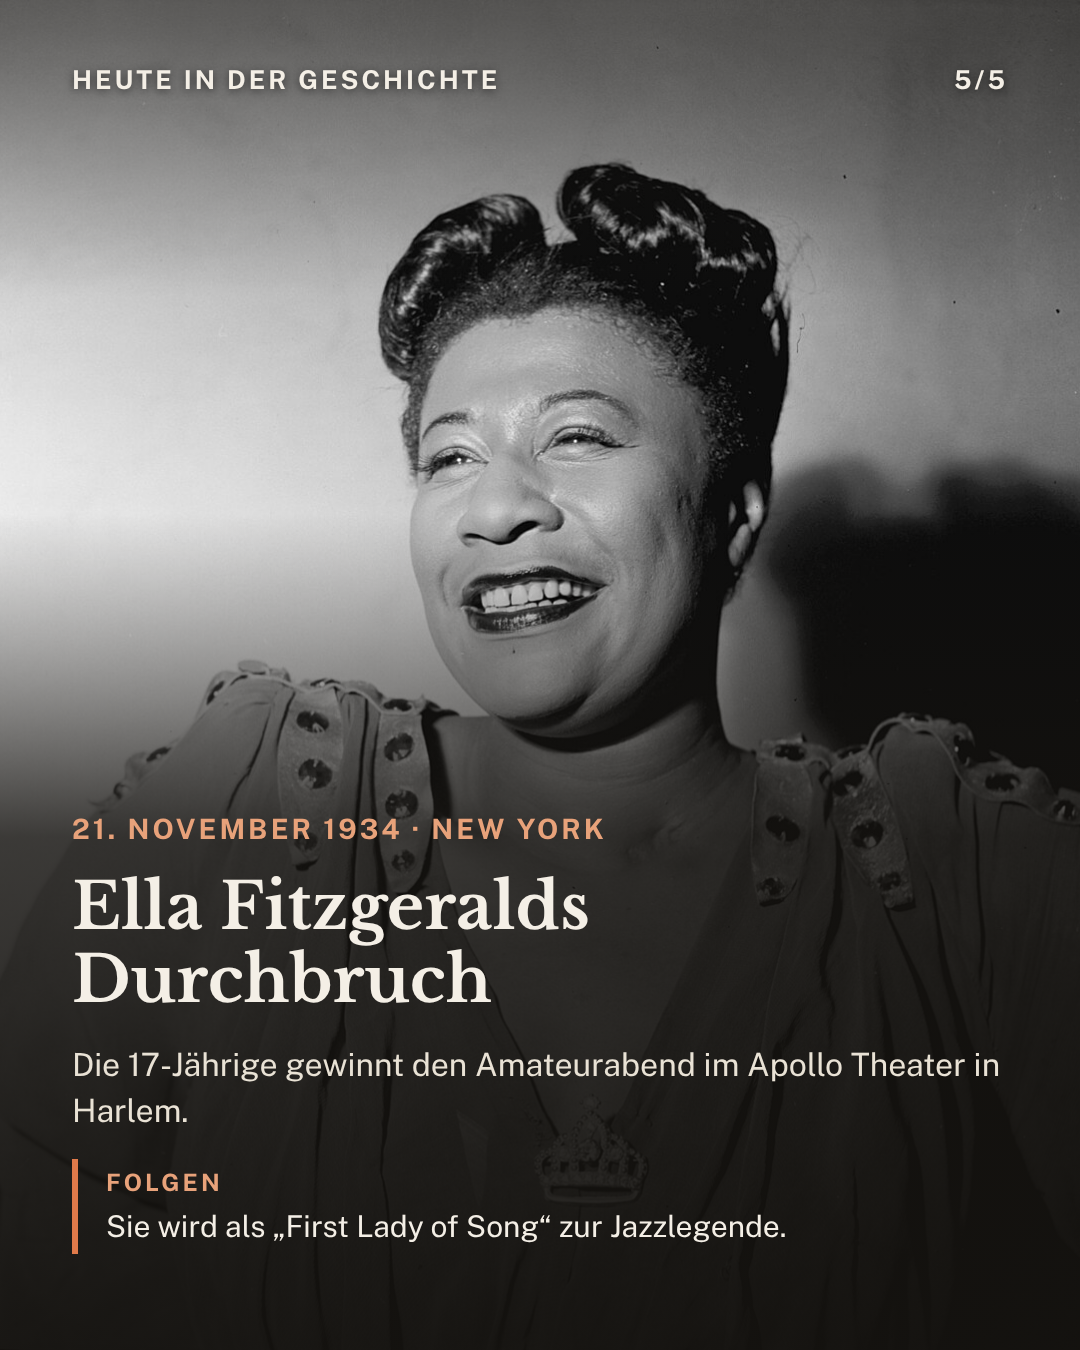 HEUTE IN DER GESCHICHTE
5/5
21. NOVEMBER 1934 · NEW YORK
Ella Fitzgeralds
Durchbruch
Die 17-Jährige gewinnt den Amateurabend im Apollo Theater in
Harlem.
FOLGEN
Sie wird als „First Lady of Song“ zur Jazzlegende.